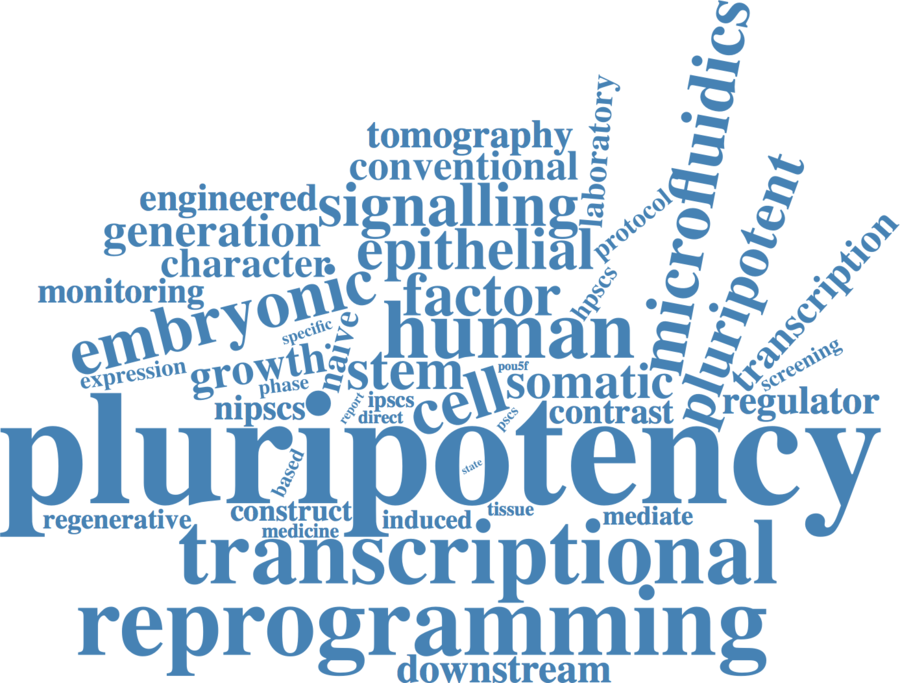 microfluidics
tomography
laboratory
conventional
pluripotent
engineered
signalling
protocol
generation
epithelial
transcription
character
hpscs
monitoring
embryonic
factor
specific
naive
human
expression
growth
phase
stem
pou5f
screening
somatic
nipscs
report
ipscs
direct
cell
pscs
contrast
regulator
pluripotency
based
state
regenerative
construct
medicine
induced
tissue
mediate
transcriptional
reprogramming
downstream